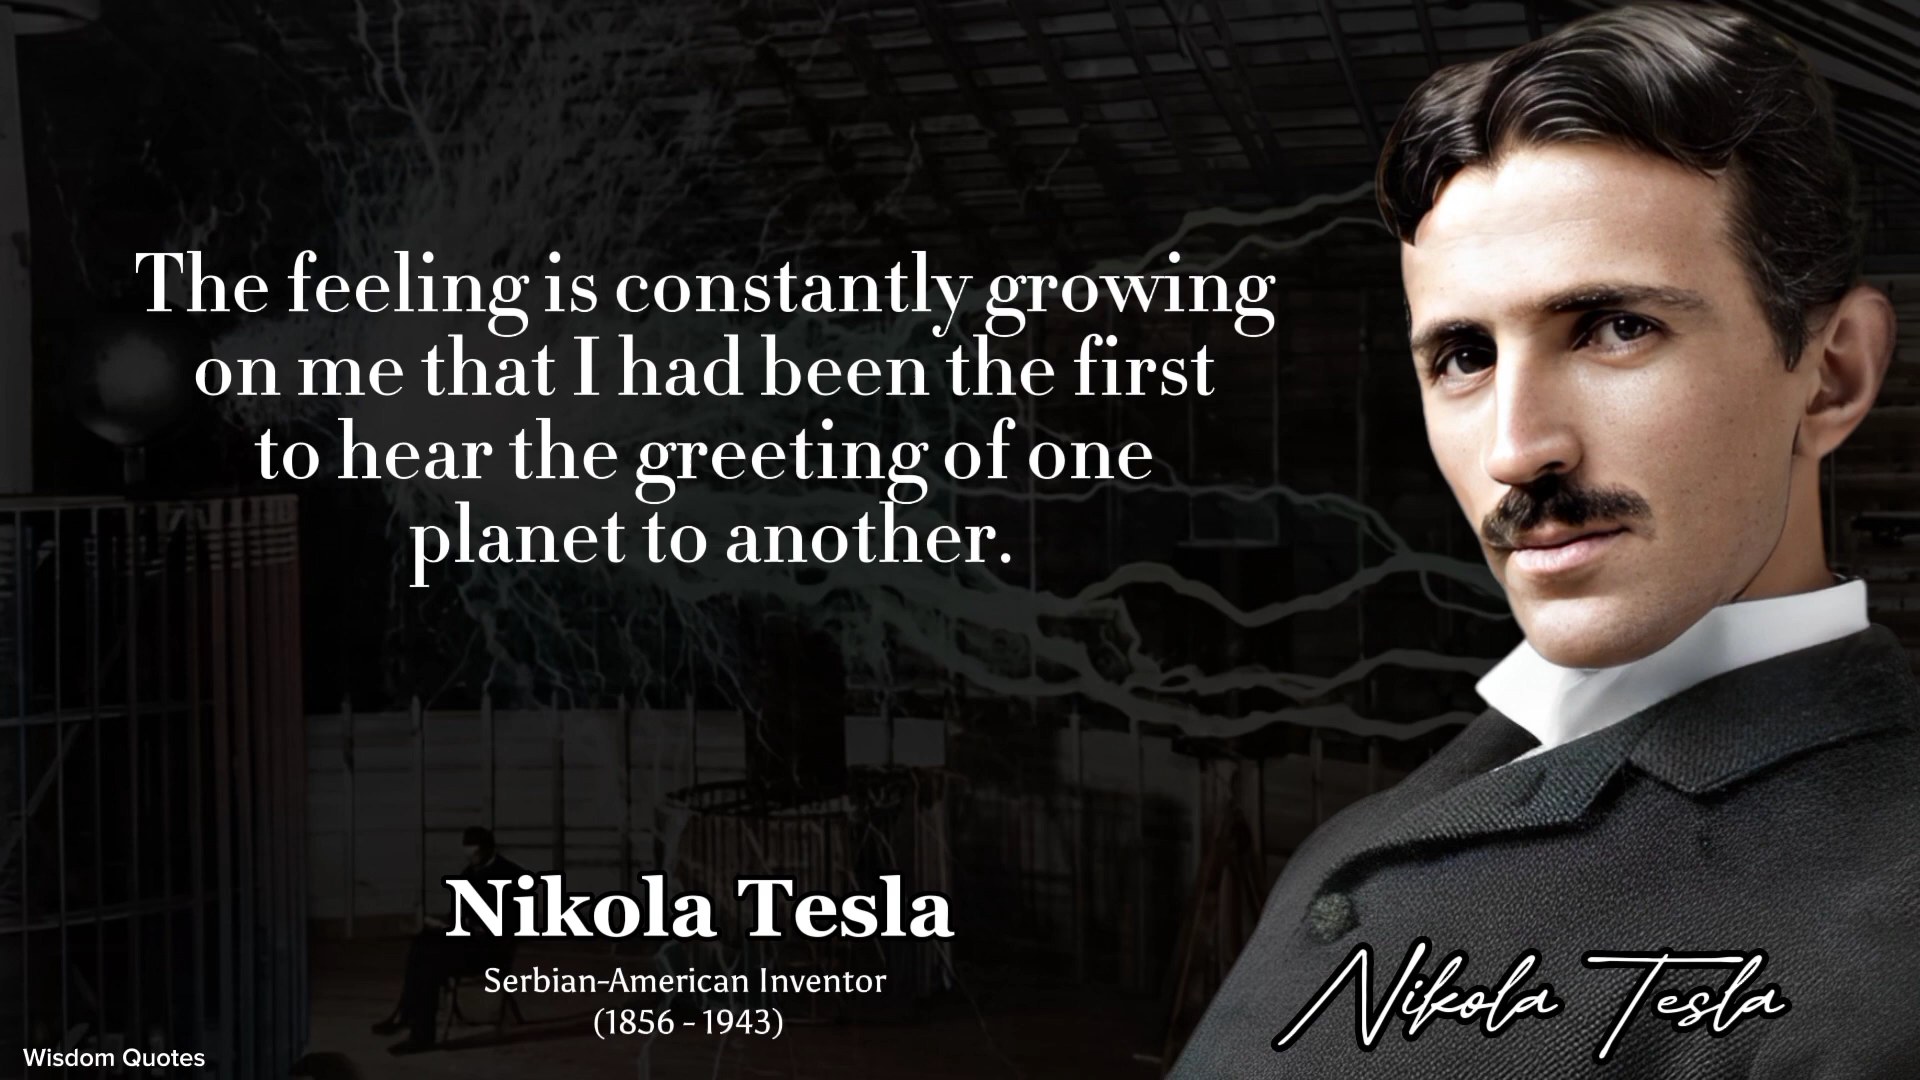 The feeling is constantly growing
on me that I had been the first
to hear the greeting of one
planet to another.
Nikola Tesla
Serbian-American Inventor
(1856 - 1943)
Nikola Tesla
Wisdom Quotes